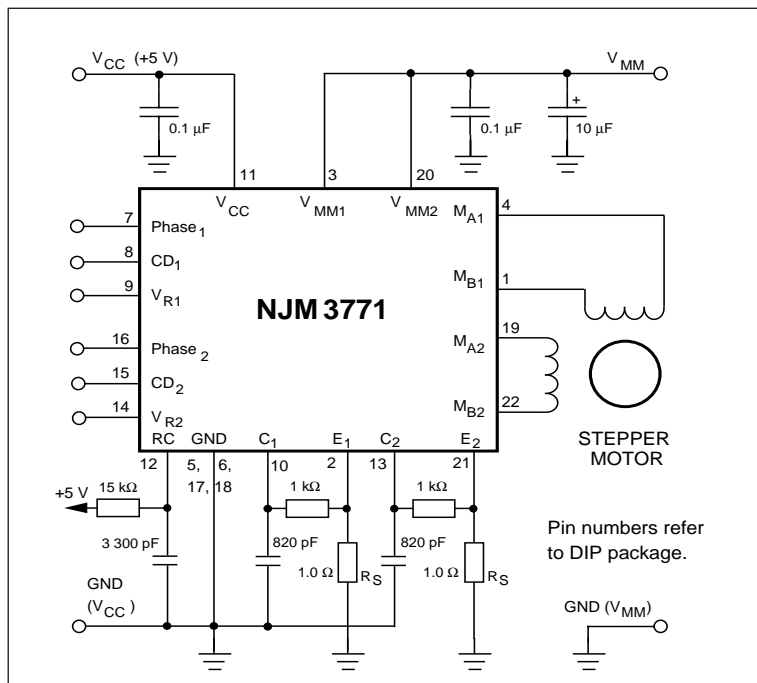 V_CC (+5 V)
V_MM
0.1 µF
0.1 µF
+
10 µF
11
3
20
V_CC
V_MM1
V_MM2
M_A1
4
7
Phase_1
8
CD_1
9
V_R1
M_B1
1
NJM 3771
16
Phase_2
15
CD_2
14
V_R2
M_A2
19
M_B2
22
STEPPER
MOTOR
RC
GND
C_1
E_1
C_2
E_2
12
5,
6,
17,
18
10
2
13
21
+5 V
15 kΩ
1 kΩ
1 kΩ
3 300 pF
820 pF
820 pF
1.0 Ω
R_S
1.0 Ω
R_S
Pin numbers refer
to DIP package.
GND
(V_CC )
GND (V_MM)